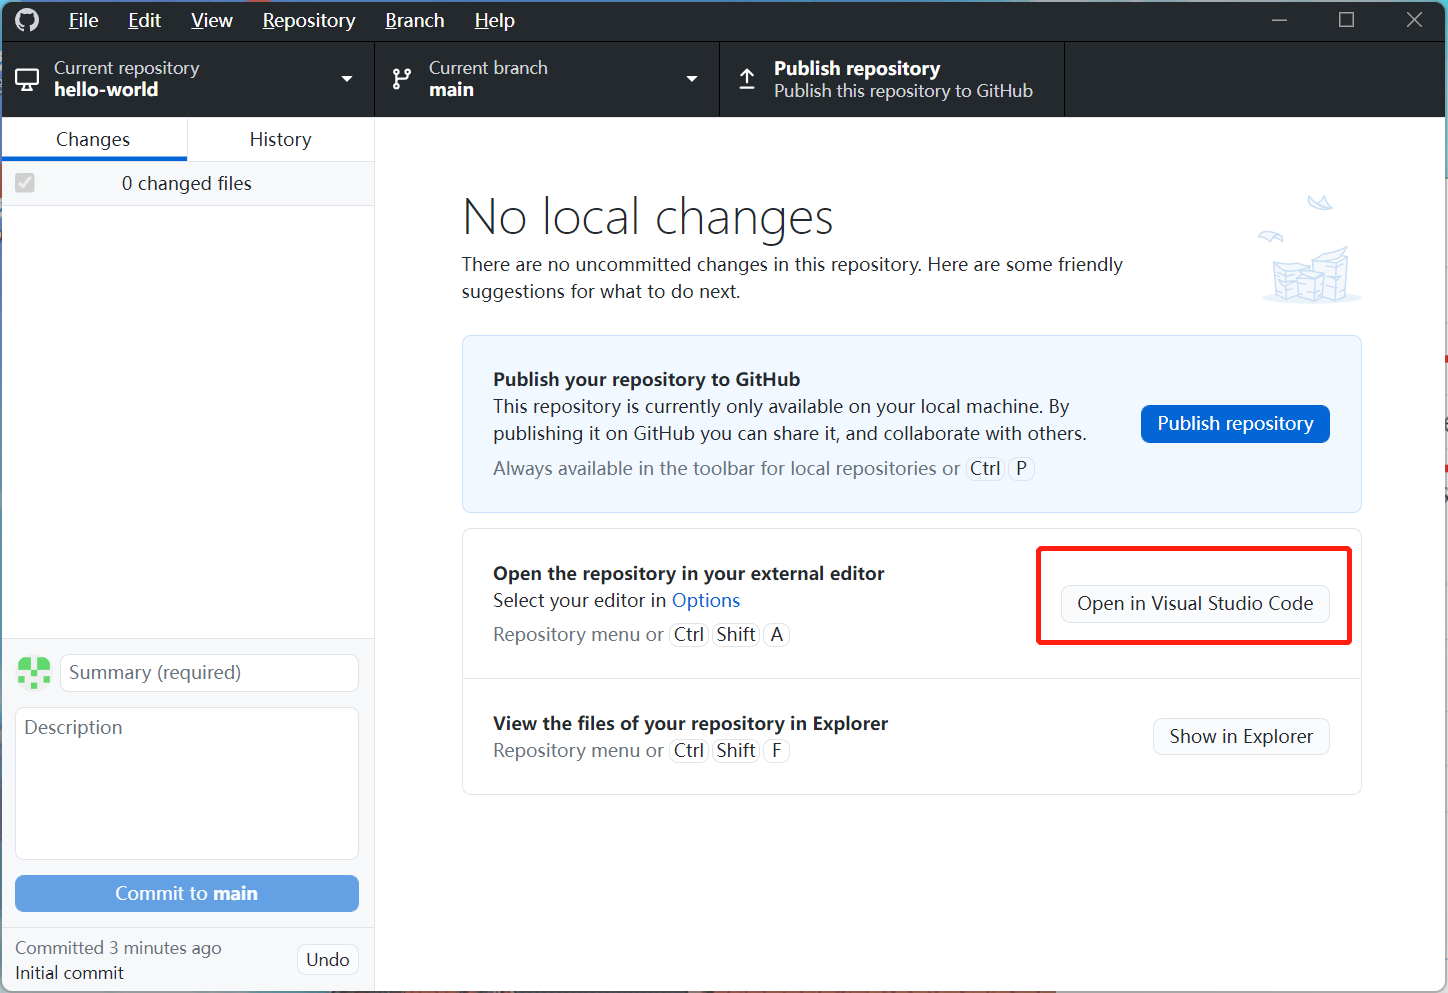 File Edit View Repository Branch Help
Current repository
hello-world
Current branch
main
Publish repository
Publish this repository to GitHub
Changes
History
0 changed files
No local changes
There are no uncommitted changes in this repository. Here are some friendly
suggestions for what to do next.
Publish your repository to GitHub
This repository is currently only available on your local machine. By
publishing it on GitHub you can share it, and collaborate with others.
Always available in the toolbar for local repositories or Ctrl P
Publish repository
Open the repository in your external editor
Select your editor in Options
Repository menu or Ctrl Shift A
Open in Visual Studio Code
View the files of your repository in Explorer
Repository menu or Ctrl Shift F
Show in Explorer
Summary (required)
Description
Commit to main
Committed 3 minutes ago
Initial commit
Undo